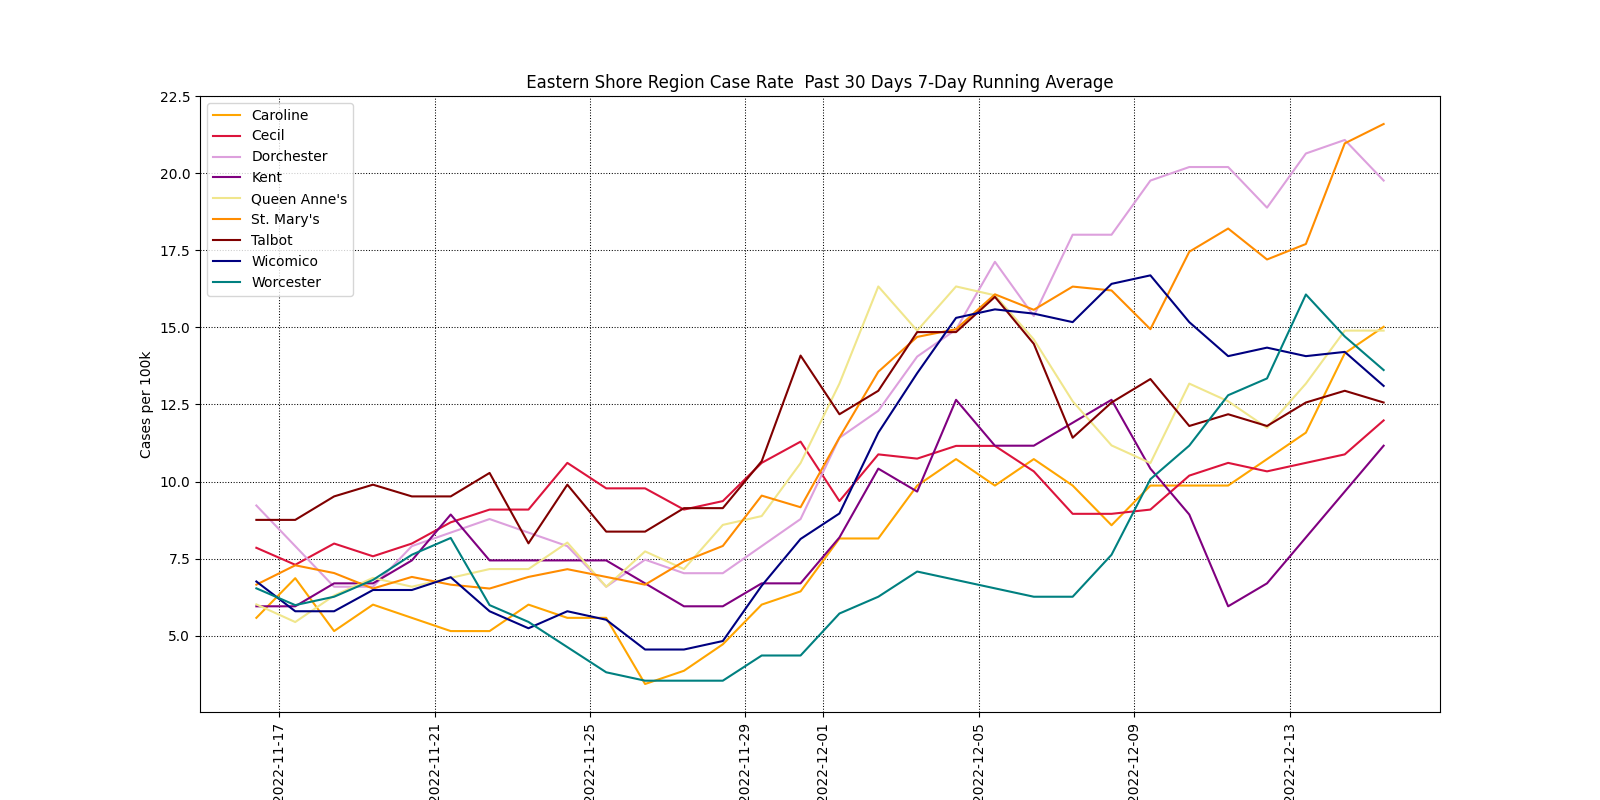 Eastern Shore Region Case Rate  Past 30 Days 7-Day Running Average
22.5
20.0
17.5
15.0
12.5
10.0
7.5
5.0
Cases per 100k
Caroline
Cecil
Dorchester
Kent
Queen Anne's
St. Mary's
Talbot
Wicomico
Worcester
2022-11-17
2022-11-21
2022-11-25
2022-11-29
2022-12-01
2022-12-05
2022-12-09
2022-12-13